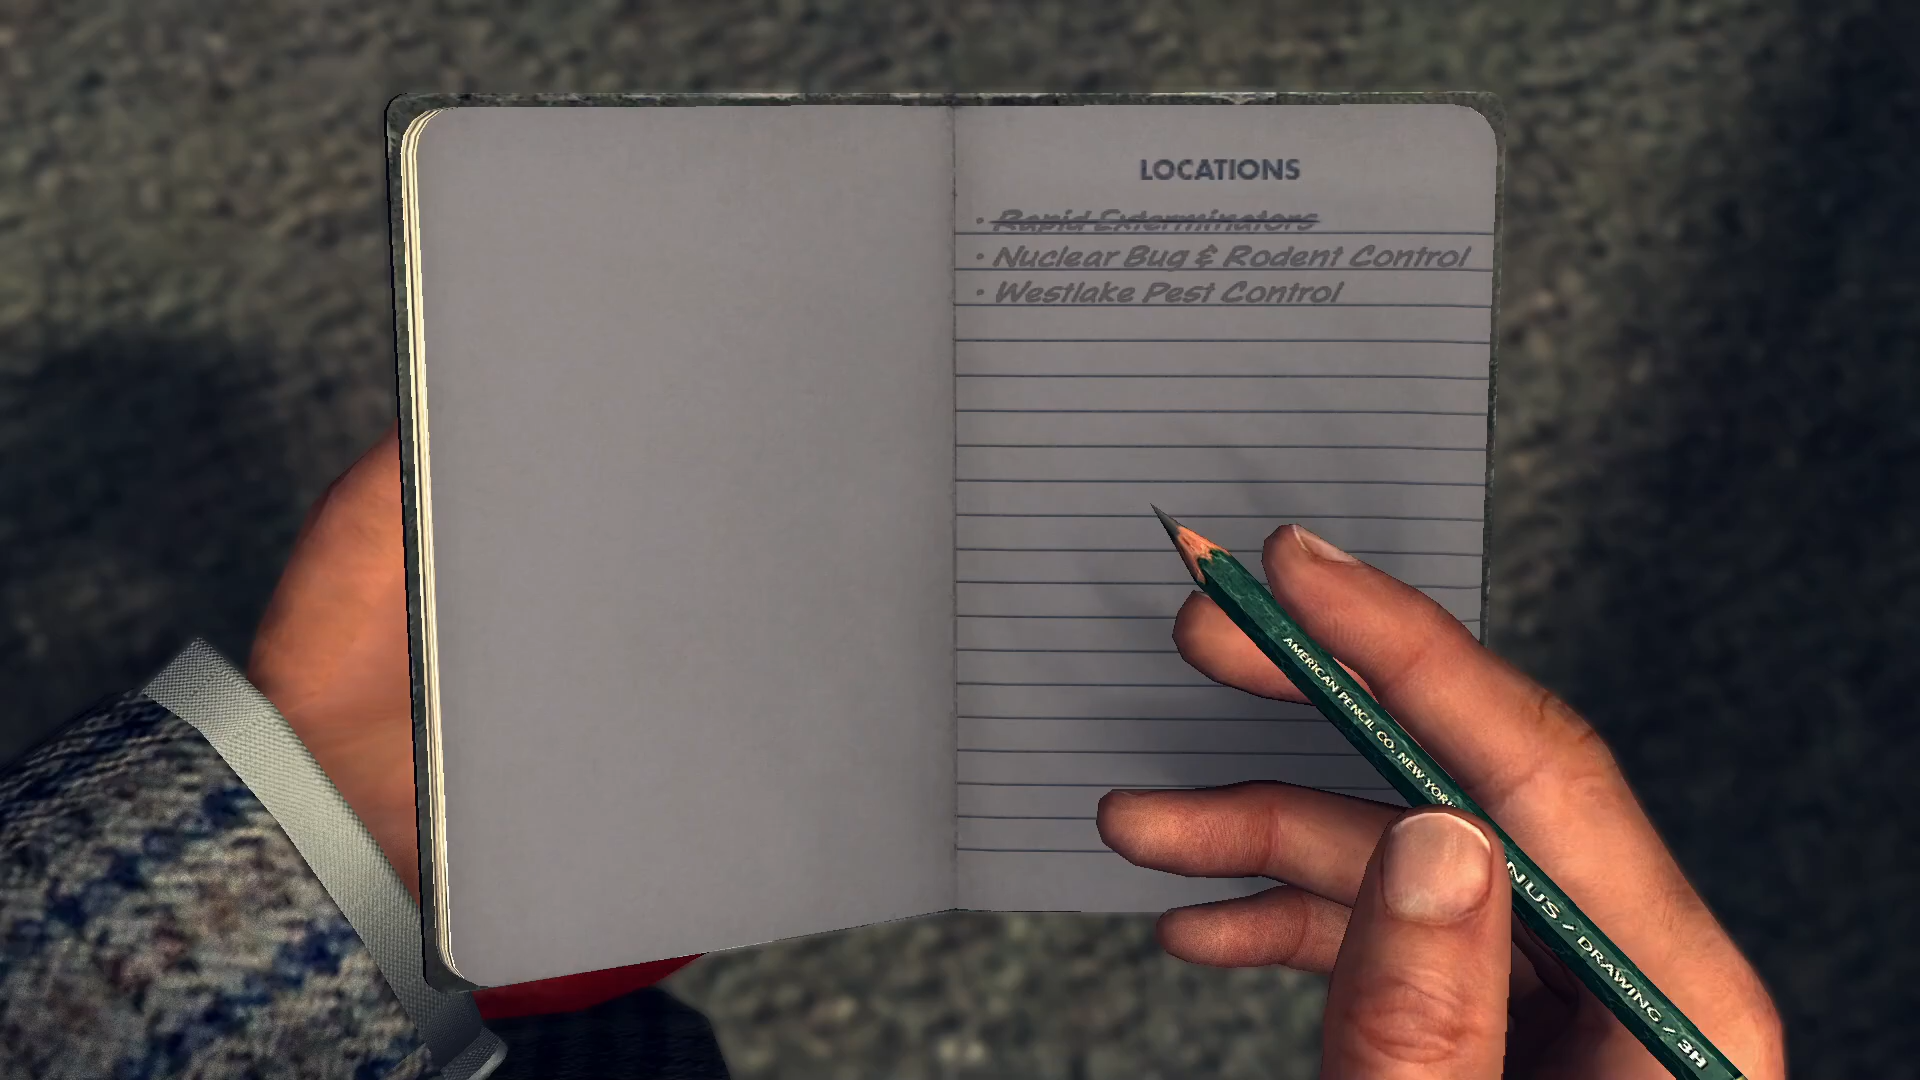 LOCATIONS
• Rapid Exterminators
• Nuclear Bug & Rodent Control
• Westlake Pest Control
AMERICAN PENCIL CO. NEW YORK
NUS / DRAWING / 3H